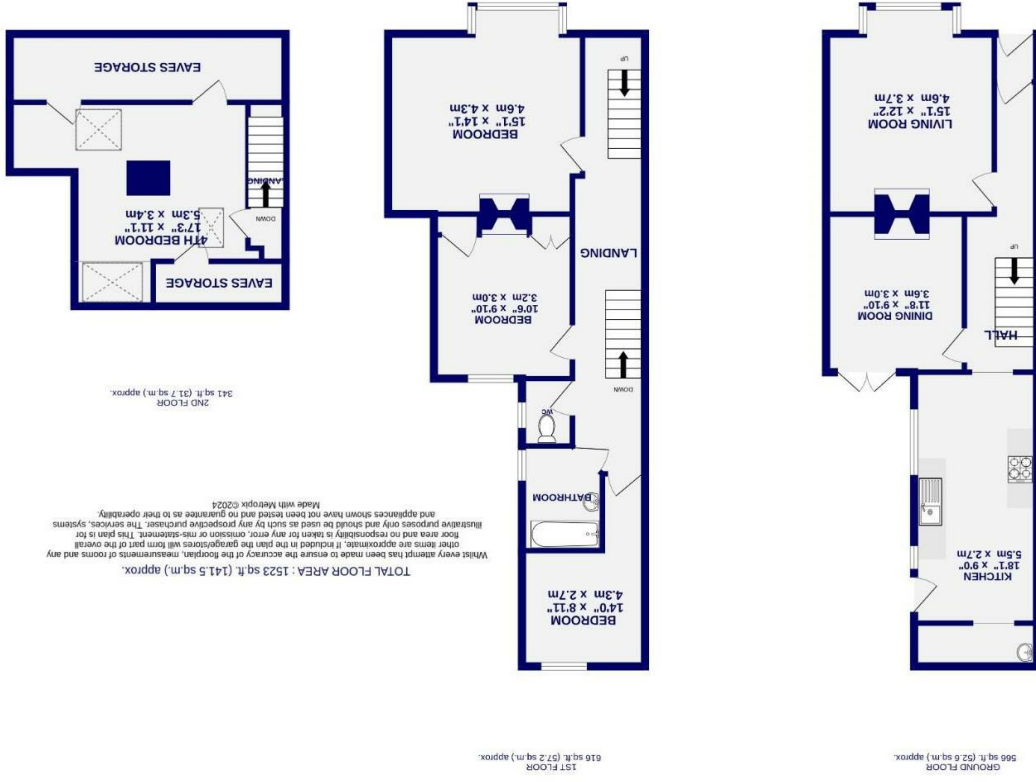 GROUND FLOOR
566 sq.ft. (52.6 sq.m.) approx.
KITCHEN
18'1" x 9'0"
5.5m x 2.7m
HALL
DINING ROOM
11'8" x 9'10"
3.6m x 3.0m
UP
LIVING ROOM
15'1" x 12'2"
4.6m x 3.7m
1ST FLOOR
616 sq.ft. (57.2 sq.m.) approx.
BEDROOM
14'0" x 8'11"
4.3m x 2.7m
BATHROOM
WC
DOWN
BEDROOM
10'6" x 9'10"
3.2m x 3.0m
LANDING
BEDROOM
15'1" x 14'1"
4.6m x 4.3m
UP
2ND FLOOR
341 sq.ft. (31.7 sq.m.) approx.
EAVES STORAGE
4TH BEDROOM
17'3" x 11'1"
5.3m x 3.4m
DOWN
LANDING
EAVES STORAGE
TOTAL FLOOR AREA : 1523 sq.ft. (141.5 sq.m.) approx.
Whilst every attempt has been made to ensure the accuracy of the floorplan, measurements of rooms and any
other items are approximate. If included in the plan the garage/stores will form part of the overall
floor area and no responsibility is taken for any error, omission or mis-statement. This plan is for
illustrative purposes only and should be used as such by any prospective purchaser. The services, systems
and appliances shown have not been tested and no guarantee as to their operability.
Made with Metropix ©2024